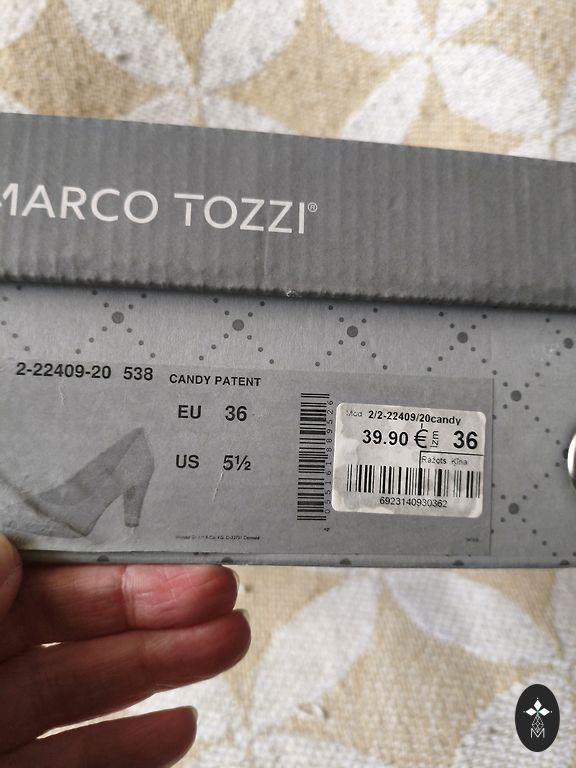 MARCO TOZZI®
2-22409-20 538 CANDY PATENT
EU 36
US 5½
Mod 2/2-22409/20candy
39.90 € Izm 36
Ražots Ķīna
6923140930362
M